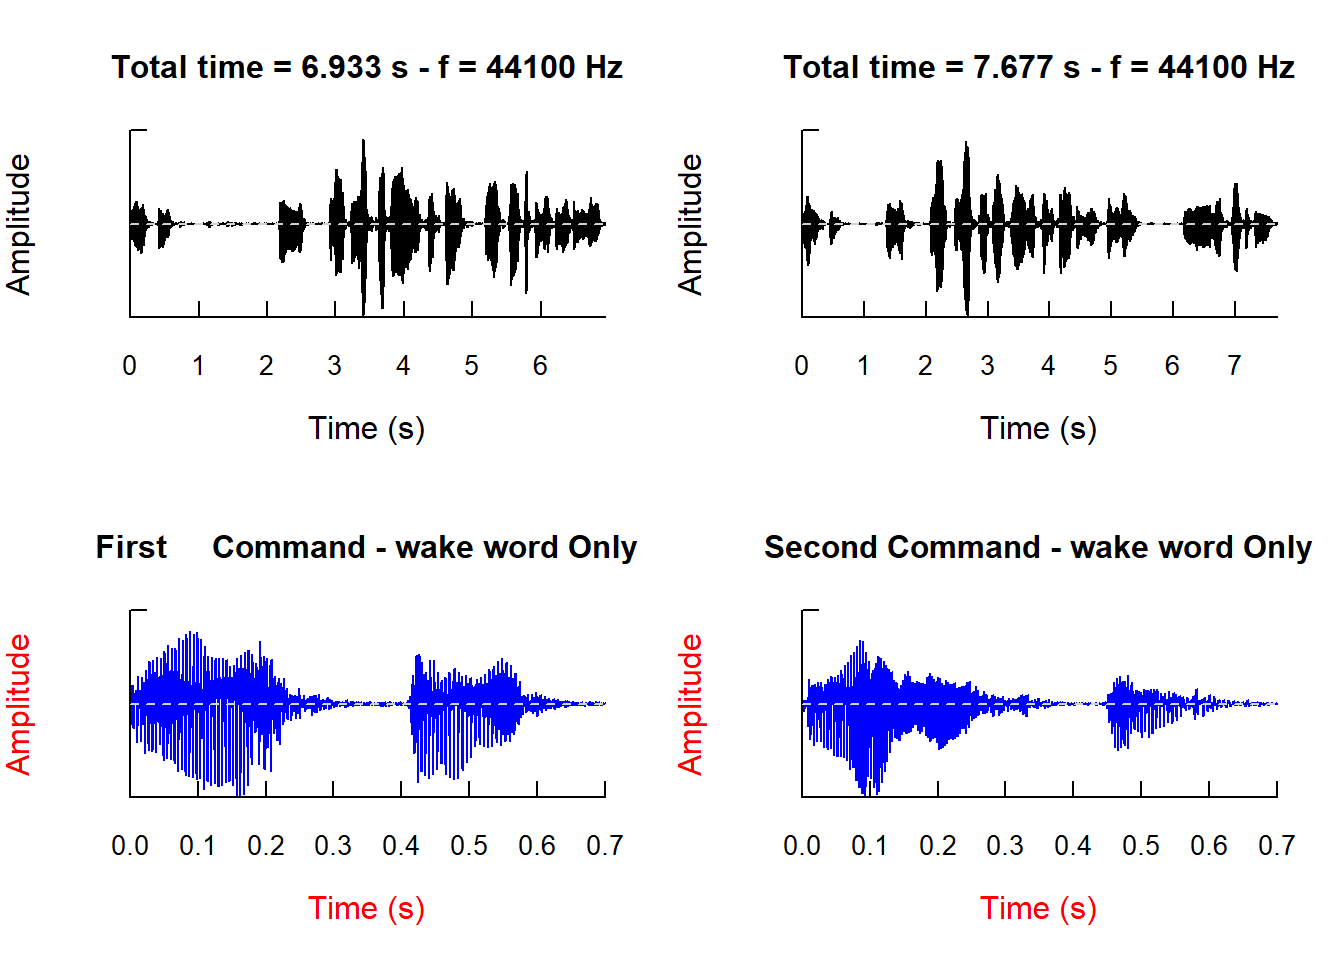 Total time = 6.933 s - f = 44100 Hz
Amplitude
0 1 2 3 4 5 6
Time (s)
Total time = 7.677 s - f = 44100 Hz
Amplitude
0 1 2 3 4 5 6 7
Time (s)
First Command - wake word Only
Amplitude
0.0 0.1 0.2 0.3 0.4 0.5 0.6 0.7
Time (s)
Second Command - wake word Only
Amplitude
0.0 0.1 0.2 0.3 0.4 0.5 0.6 0.7
Time (s)